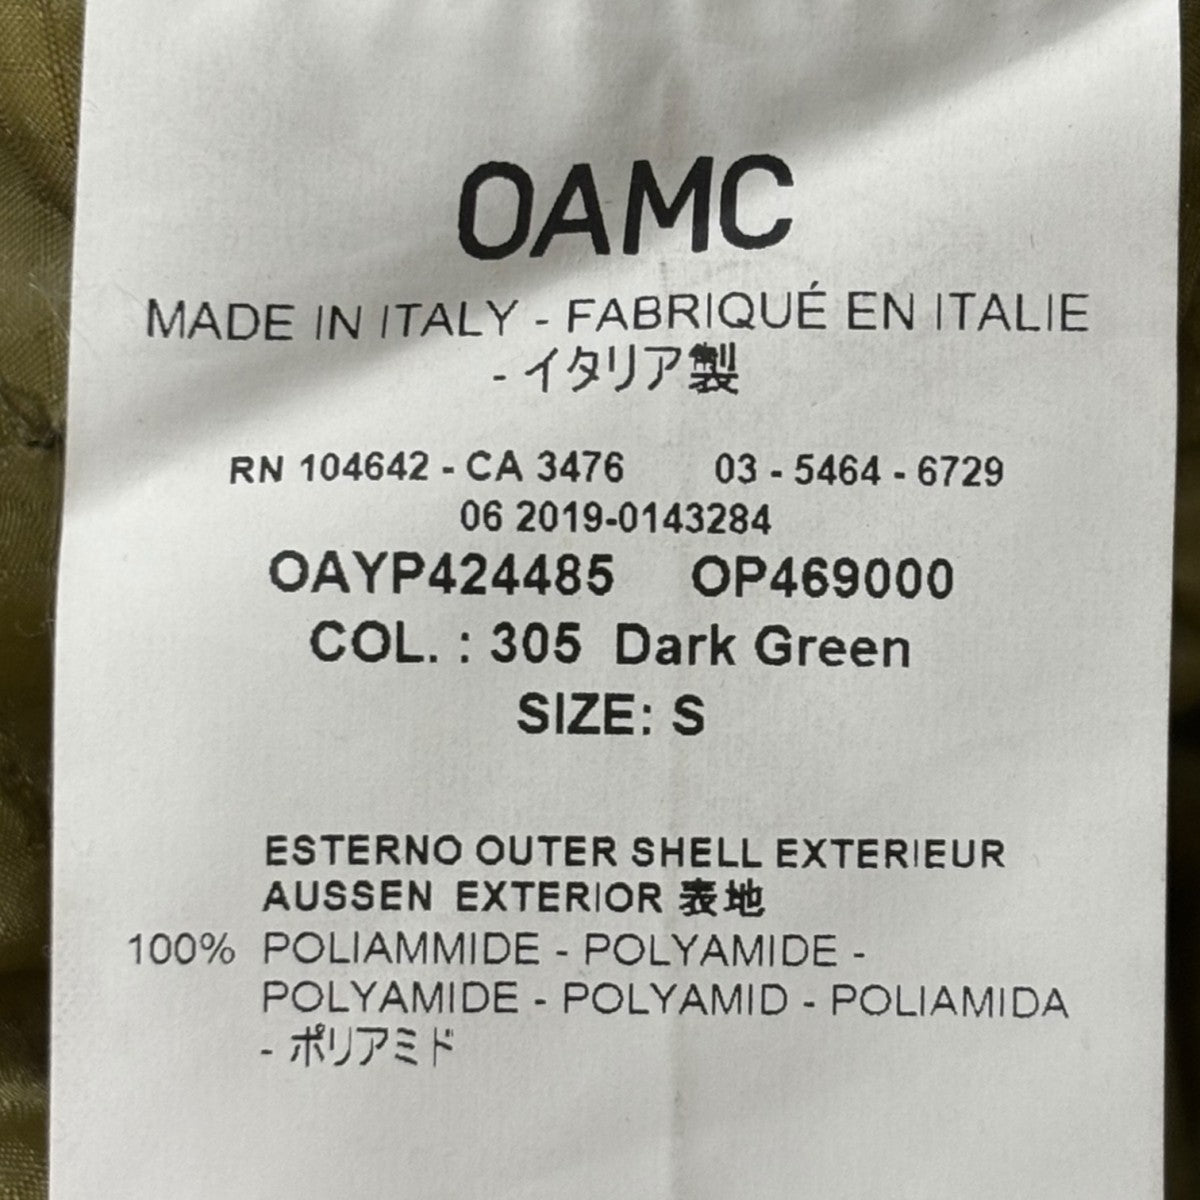 OAMC
MADE IN ITALY - FABRIQUÉ EN ITALIE
- イタリア製
RN 104642 - CA 3476 03 - 5464 - 6729
06 2019-0143284
OAYP424485 OP469000
COL. : 305 Dark Green
SIZE: S
ESTERNO OUTER SHELL EXTERIEUR
AUSSEN EXTERIOR 表地
100% POLIAMMIDE - POLYAMIDE -
POLYAMIDE - POLYAMID - POLIAMIDA
- ポリアミド